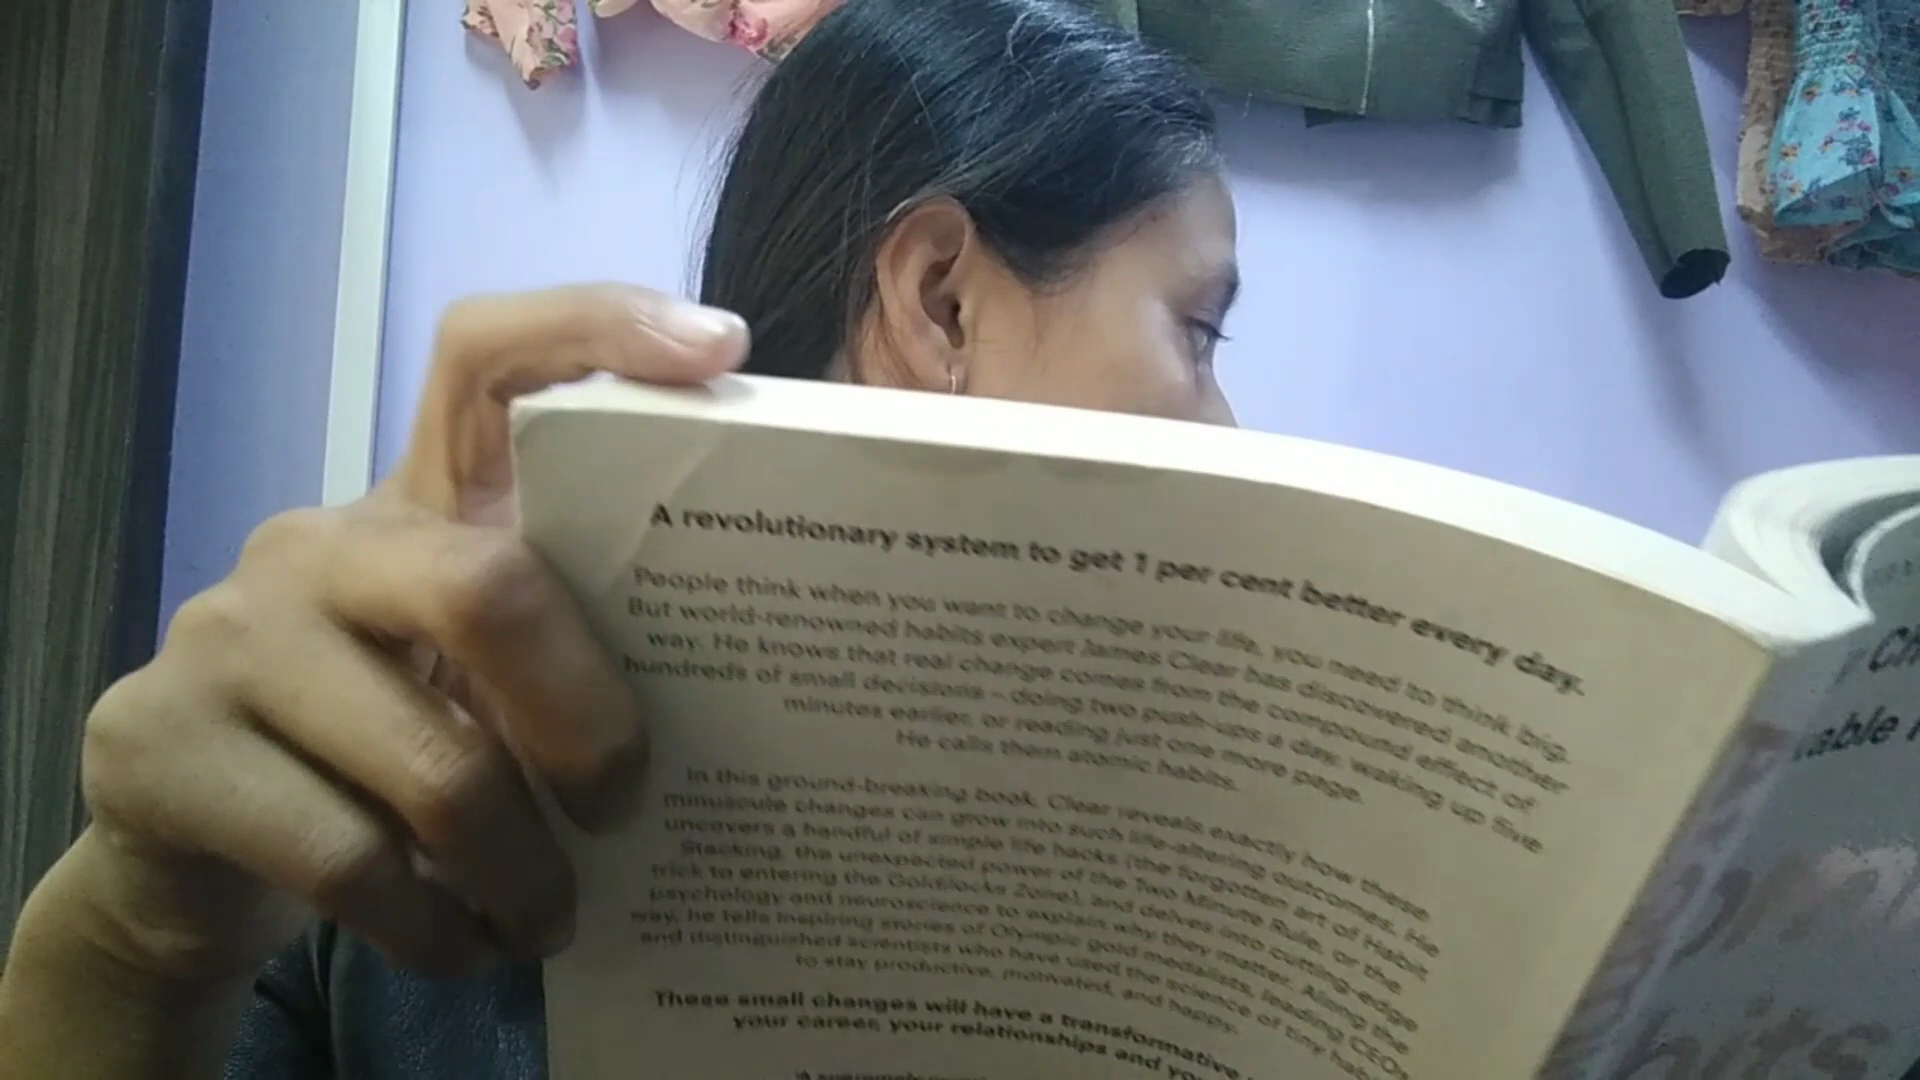 A revolutionary system to get 1 per cent better every day.
People think when you want to change your life, you need to think big.
But world-renowned habits expert James Clear has discovered another
way. He knows that real change comes from the compound effect of
hundreds of small decisions – doing two push-ups a day, waking up five
minutes earlier, or reading just one more page.
He calls them atomic habits.
In this ground-breaking book, Clear reveals exactly how these
minuscule changes can grow into such life-altering outcomes. He
uncovers a handful of simple life hacks (the forgotten art of Habit
Stacking, the unexpected power of the Two Minute Rule, or the
trick to entering the Goldilocks Zone), and delves into cutting-edge
psychology and neuroscience to explain why they matter. Along the
way, he tells inspiring stories of Olympic gold medalists, leading CEOs,
and distinguished scientists who have used the science of tiny hab
to stay productive, motivated, and happy.
These small changes will have a transformative
your career, your relationships and yo
able
bits